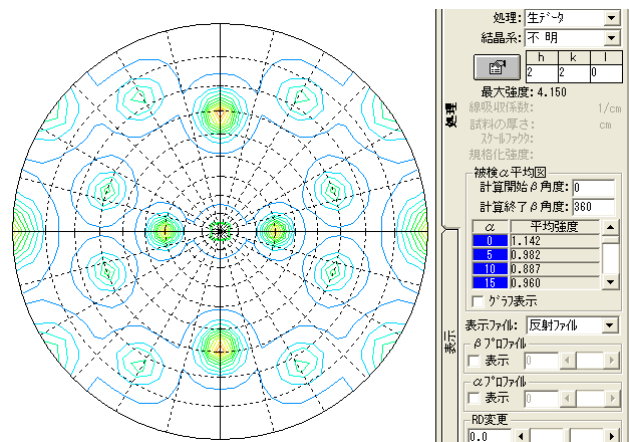 処理: 生データ
結晶系: 不明
h k l
2 2 0
最大強度: 4.150
線吸収係数: 1/cm
試料の厚さ: cm
スケールファクタ:
規格化強度:
処理
被検α平均図
計算開始β角度: 0
計算終了β角度: 360
α 平均強度
0 1.142
5 0.982
10 0.887
15 0.960
グラフ表示
表示
表示ファイル: 反射ファイル
βプロファイル
表示 0
αプロファイル
表示 0
RD変更
0.0